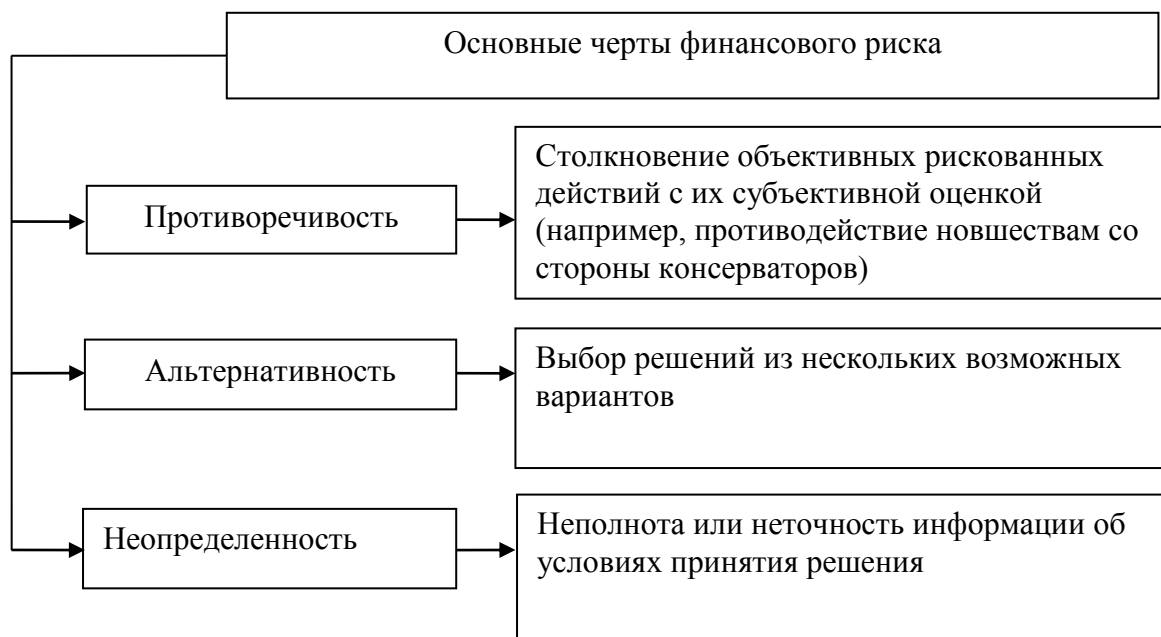 Основные черты финансового риска
Противоречивость
Столкновение объективных рискованных
действий с их субъективной оценкой
(например, противодействие новшествам со
стороны консерваторов)
Альтернативность
Выбор решений из нескольких возможных
вариантов
Неопределенность
Неполнота или неточность информации об
условиях принятия решения